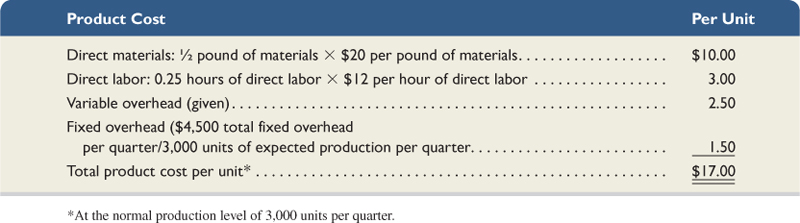 Product Cost Per Unit
Direct materials: ½ pound of materials × $20 per pound of materials. . . . . . . . . . . . . . . . . . . . $10.00
Direct labor: 0.25 hours of direct labor × $12 per hour of direct labor . . . . . . . . . . . . . . . . . . 3.00
Variable overhead (given). . . . . . . . . . . . . . . . . . . . . . . . . . . . . . . . . . . . . . . . . . . . . . . . . . . . . . . . . . 2.50
Fixed overhead ($4,500 total fixed overhead
per quarter/3,000 units of expected production per quarter. . . . . . . . . . . . . . . . . . . . . . . . . . 1.50
Total product cost per unit* . . . . . . . . . . . . . . . . . . . . . . . . . . . . . . . . . . . . . . . . . . . . . . . . . . . . . . . $17.00
*At the normal production level of 3,000 units per quarter.